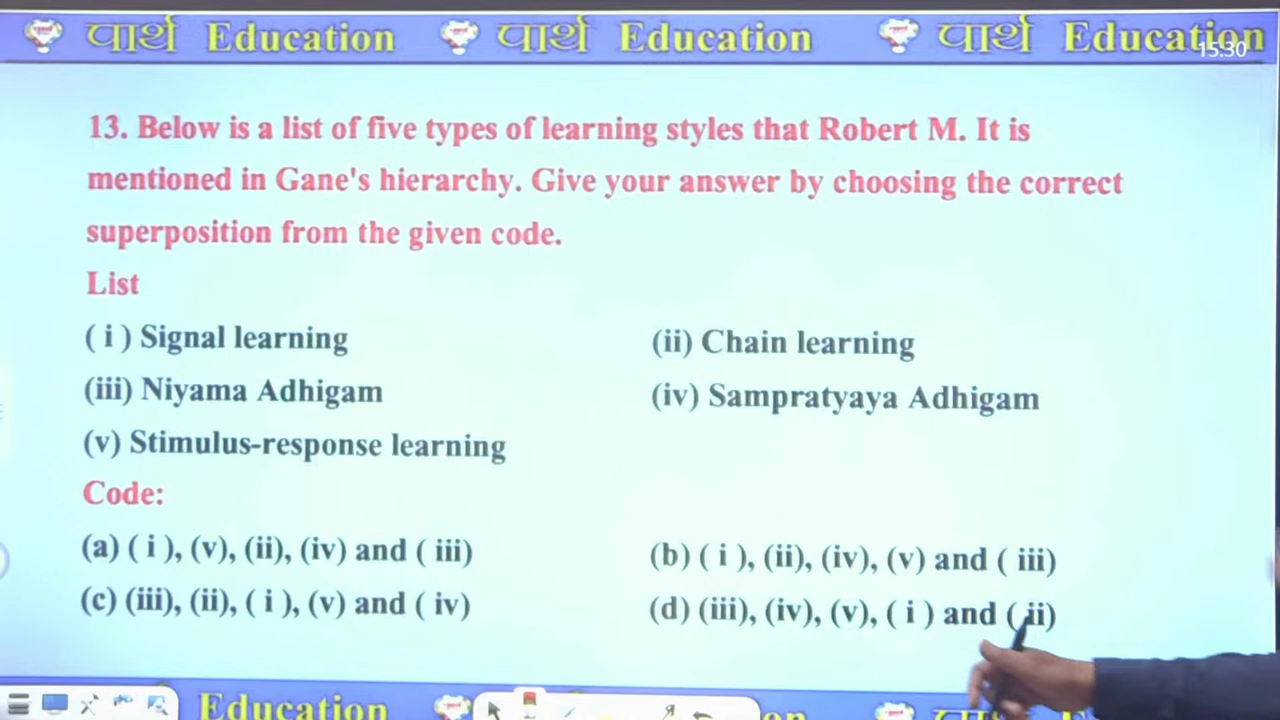 पार्थ Education पार्थ Education पार्थ Education
15:30
13. Below is a list of five types of learning styles that Robert M. It is
mentioned in Gane's hierarchy. Give your answer by choosing the correct
superposition from the given code.
List
( i ) Signal learning
(ii) Chain learning
(iii) Niyama Adhigam
(iv) Sampratyaya Adhigam
(v) Stimulus-response learning
Code:
(a) ( i ), (v), (ii), (iv) and ( iii)
(b) ( i ), (ii), (iv), (v) and ( iii)
(c) (iii), (ii), ( i ), (v) and ( iv)
(d) (iii), (iv), (v), ( i ) and ( ii)
Education